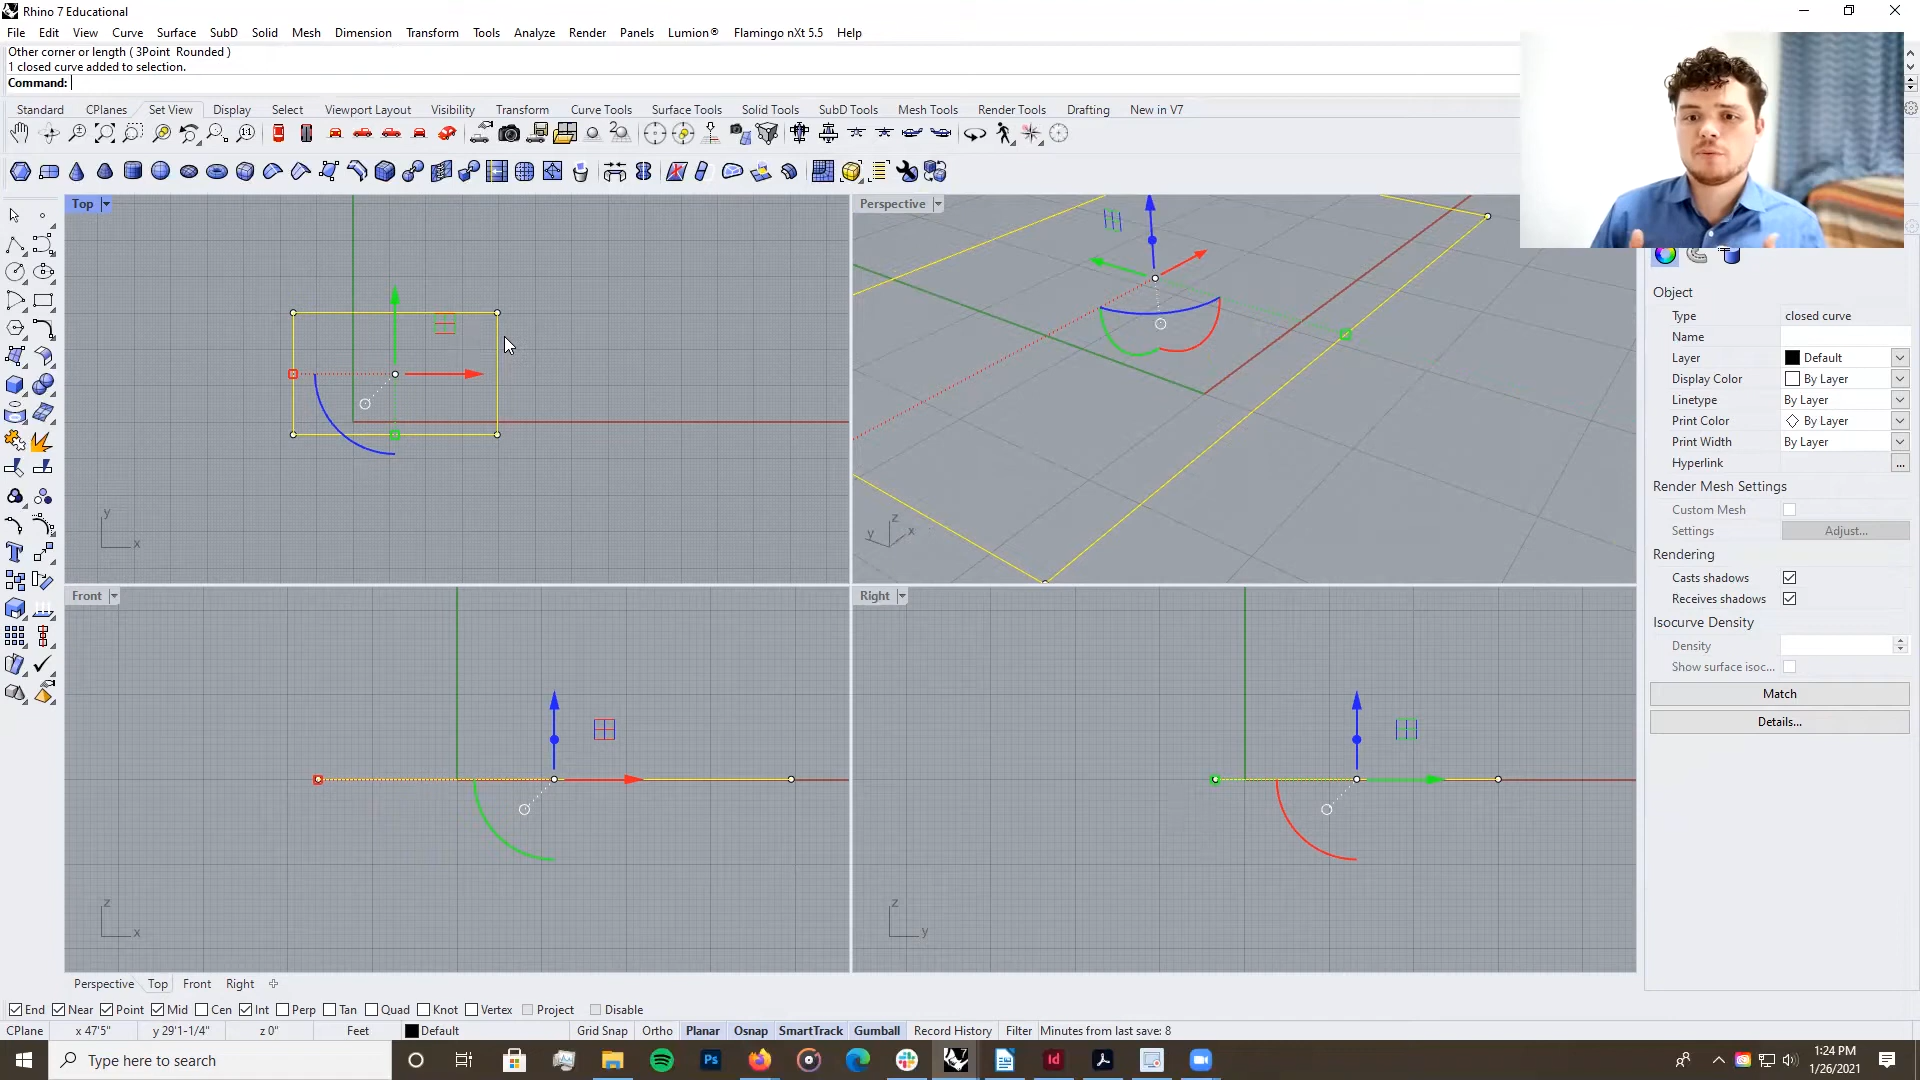 Rhino 7 Educational
File Edit View Curve Surface SubD Solid Mesh Dimension Transform Tools Analyze Render Panels Lumion® Flamingo nXt 5.5 Help
Other corner or length ( 3Point Rounded )
1 closed curve added to selection.
Command:
Standard CPlanes Set View Display Select Viewport Layout Visibility Transform Curve Tools Surface Tools Solid Tools SubD Tools Mesh Tools Render Tools Drafting New in V7
Top
Perspective
y
x
z
y
x
Front
Right
z
x
z
y
Object
Type closed curve
Name
Layer Default
Display Color By Layer
Linetype By Layer
Print Color By Layer
Print Width By Layer
Hyperlink ...
Render Mesh Settings
Custom Mesh
Settings Adjust...
Rendering
Casts shadows
Receives shadows
Isocurve Density
Density
Show surface isoc...
Match
Details...
Perspective Top Front Right
End Near Point Mid Cen Int Perp Tan Quad Knot Vertex Project Disable
CPlane x 47'5" y 29'1-1/4" z 0" Feet Default Grid Snap Ortho Planar Osnap SmartTrack Gumball Record History Filter Minutes from last save: 8
Type here to search
Ps
Id
7
1:24 PM
1/26/2021